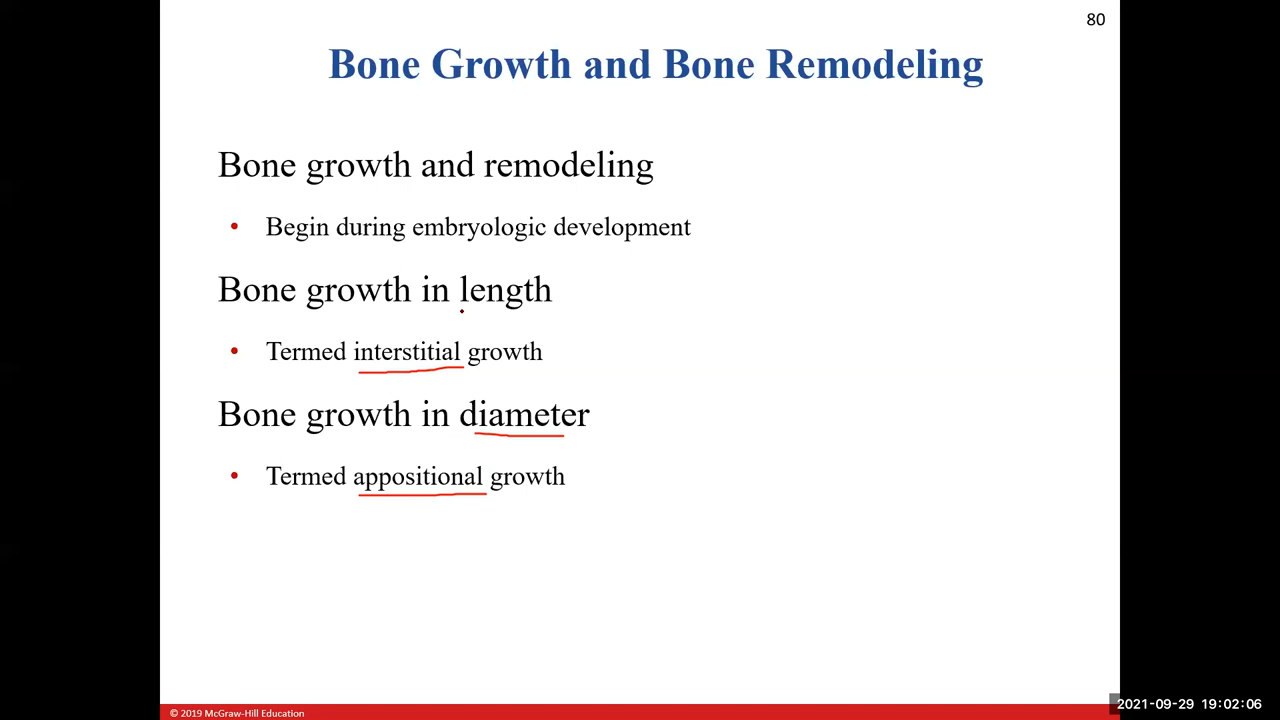 80
Bone Growth and Bone Remodeling
Bone growth and remodeling
• Begin during embryologic development
Bone growth in length
• Termed interstitial growth
Bone growth in diameter
• Termed appositional growth
© 2019 McGraw-Hill Education
2021-09-29 19:02:06